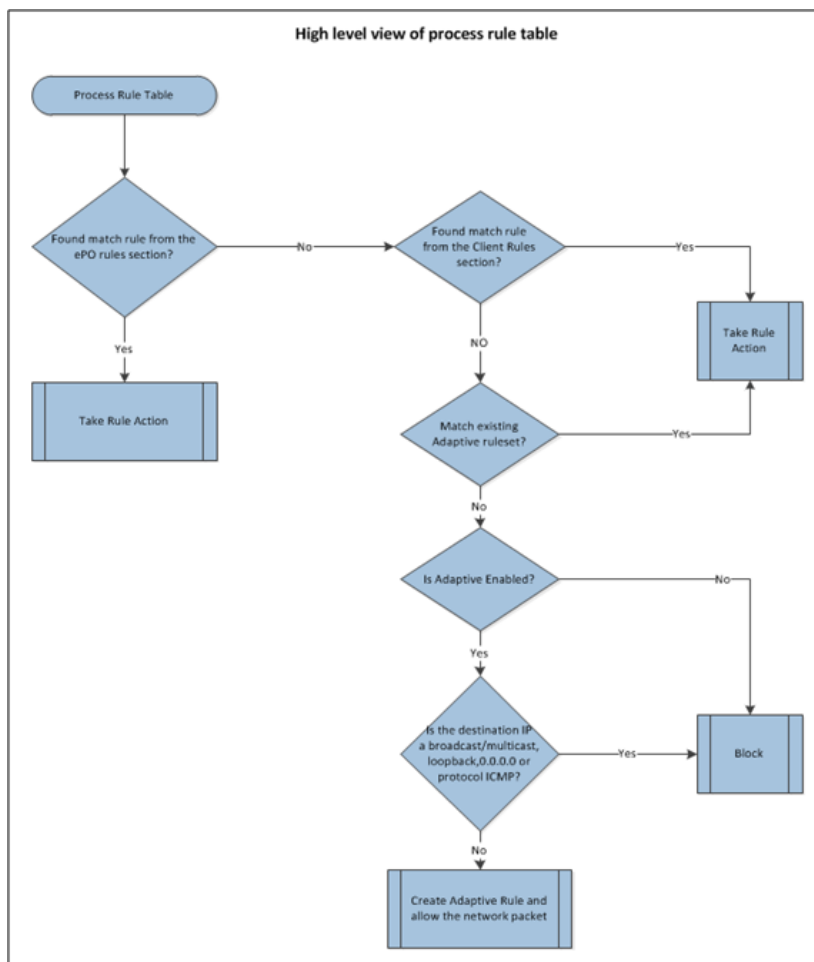 High level view of process rule table
Process Rule Table
Found match rule from the
ePO rules section?
No
Found match rule
from the Client Rules
section?
Yes
Yes
Take Rule Action
Take Rule
Action
NO
Match existing
Adaptive ruleset?
Yes
No
Is Adaptive Enabled?
No
Yes
Is the destination IP
a broadcast/multicast,
loopback,0.0.0.0 or
protocol ICMP?
Yes
Block
No
Create Adaptive Rule and
allow the network packet